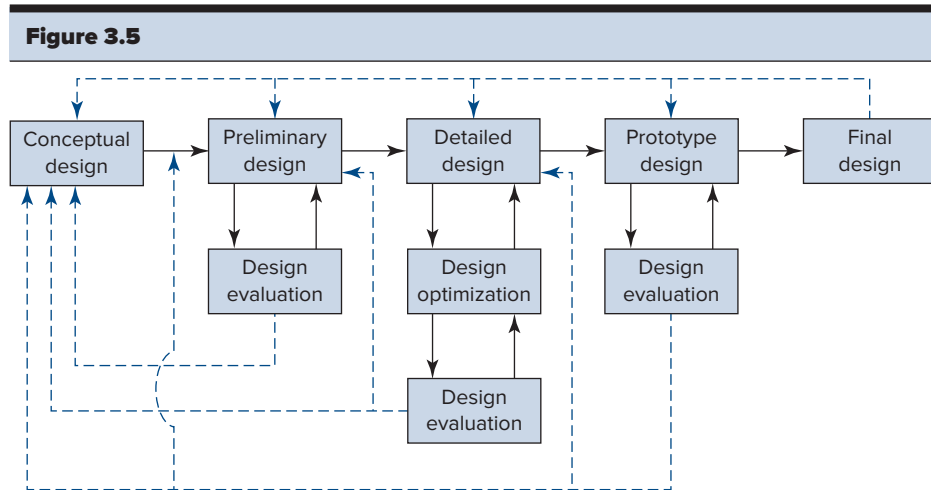 Figure 3.5
Conceptual
design
Preliminary
design
Detailed
design
Prototype
design
Final
design
Design
evaluation
Design
optimization
Design
evaluation
Design
evaluation